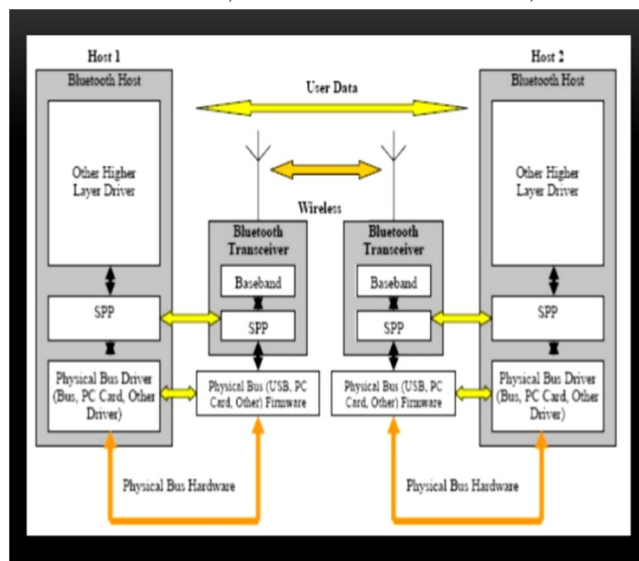 Host 1
Host 2
Bluetooth Host
Bluetooth Host
User Data
Other Higher
Layer Driver
Other Higher
Layer Driver
Wireless
Bluetooth
Transceiver
Bluetooth
Transceiver
Baseband
Baseband
SPP
SPP
SPP
SPP
Physical Bus Driver
(Bus, PC Card, Other
Driver)
Physical Bus (USB, PC
Card, Other) Firmware
Physical Bus (USB, PC
Card, Other) Firmware
Physical Bus Driver
(Bus, PC Card, Other
Driver)
Physical Bus Hardware
Physical Bus Hardware